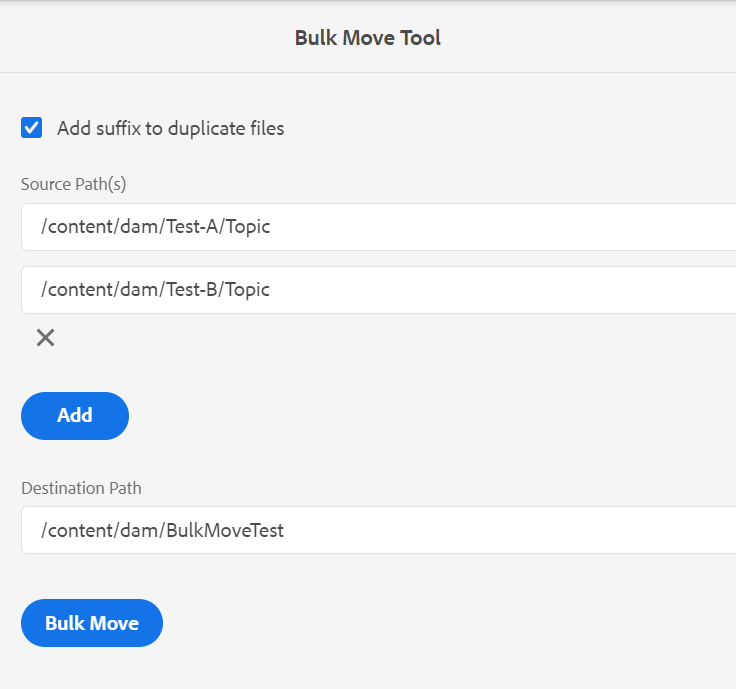 Bulk Move Tool
Add suffix to duplicate files
Source Path(s)
/content/dam/Test-A/Topic
/content/dam/Test-B/Topic
Add
Destination Path
/content/dam/BulkMoveTest
Bulk Move